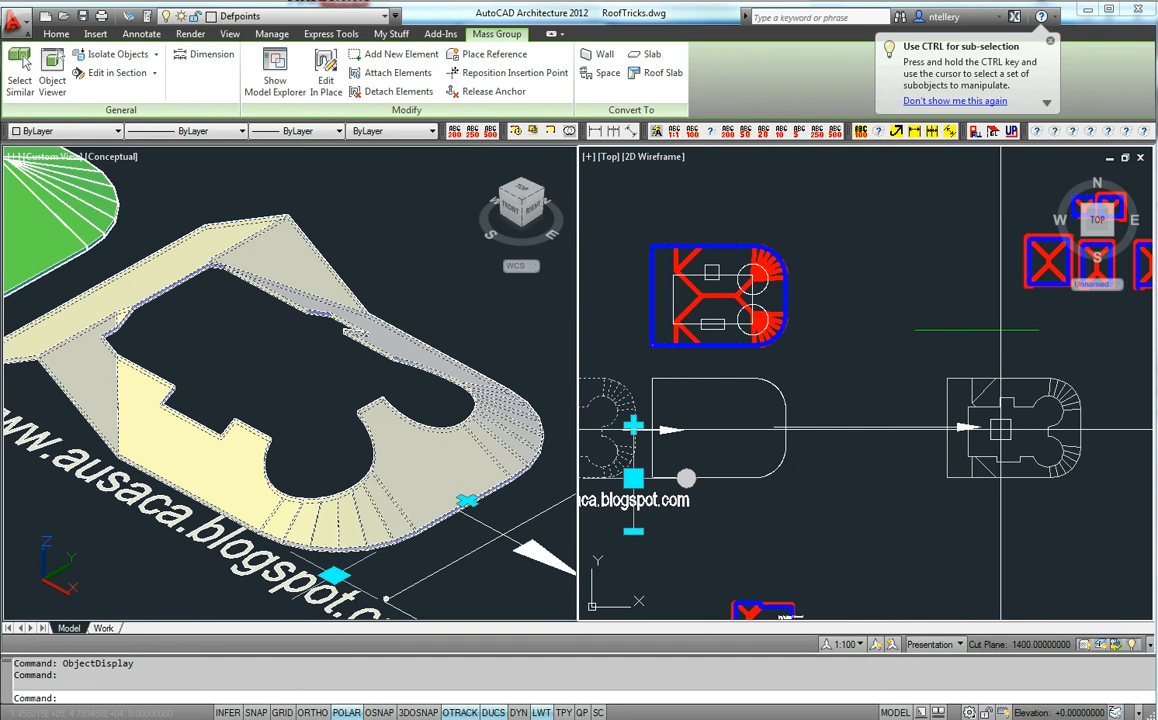 Defpoints
AutoCAD Architecture 2012 RoofTricks.dwg
Type a keyword or phrase
ntellery
Home Insert Annotate Render View Manage Express Tools My Stuff Add-Ins Mass Group
Select Similar
Object Viewer
Isolate Objects
Edit in Section
Dimension
General
Show Model Explorer
Edit In Place
Add New Element
Attach Elements
Detach Elements
Place Reference
Reposition Insertion Point
Release Anchor
Modify
Wall
Space
Slab
Roof Slab
Convert To
Use CTRL for sub-selection
Press and hold the CTRL key and
use the cursor to select a set of
subobjects to manipulate.
Don't show me this again
ByLayer ByLayer ByLayer ByLayer
[Custom View] [Conceptual]
[+] [Top] [2D Wireframe]
TOP
FRONT
RIGHT
S
E
WCS
N
W
TOP
E
S
Unnamed
www.ausaca.blogspot.co
aca.blogspot.com
Z
Y
X
Y
X
Model Work
1:100 Presentation Cut Plane: 1400.00000000
Command: ObjectDisplay
Command:
Command:
INFER SNAP GRID ORTHO POLAR OSNAP 3DOSNAP OTRACK DUCS DYN LWT TPY QP SC
MODEL
Elevation: +0.00000000